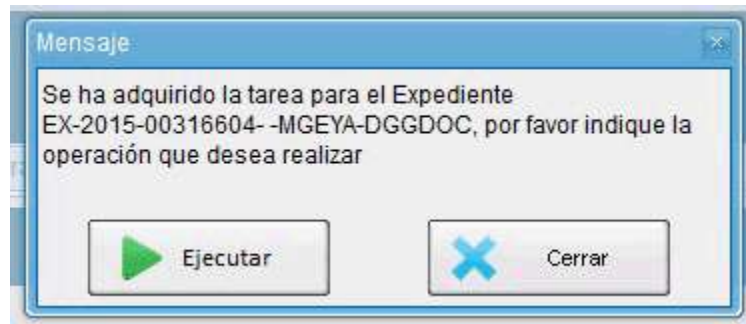 Mensaje
Se ha adquirido la tarea para el Expediente
EX-2015-00316604- -MGEYA-DGGDOC, por favor indique la
operación que desea realizar
Ejecutar
Cerrar